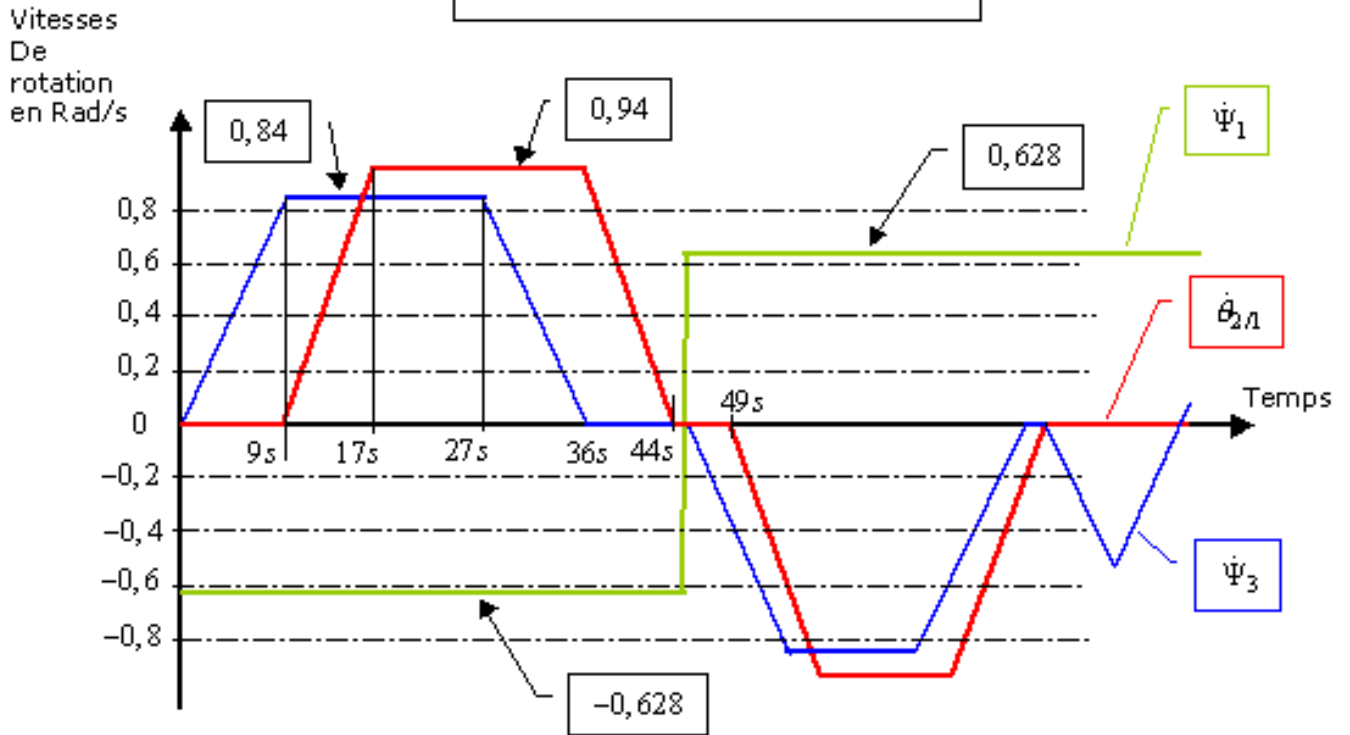 Vitesses
De
rotation
en Rad/s
0,84
0,94
0,628
Ψ̇₁
0,8
0,6
0,4
θ̇₂/₁
0,2
49s
Temps
0
9s
17s
27s
36s
44s
−0,2
−0,4
−0,6
Ψ̇₃
−0,8
−0,628